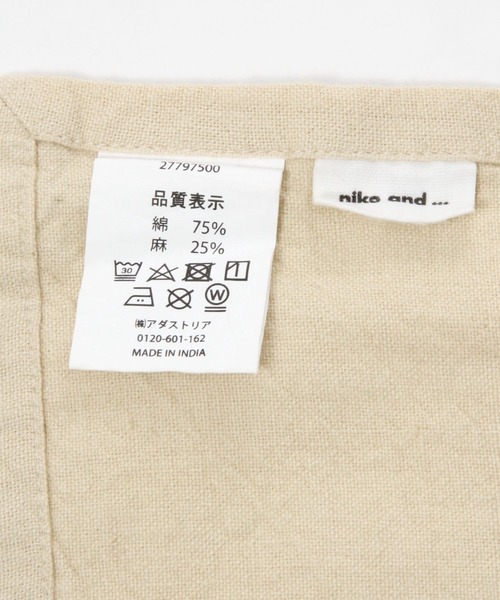 27797500
品質表示
綿 75%
麻 25%
30
W
㈱アダストリア
0120-601-162
MADE IN INDIA
niko and ...